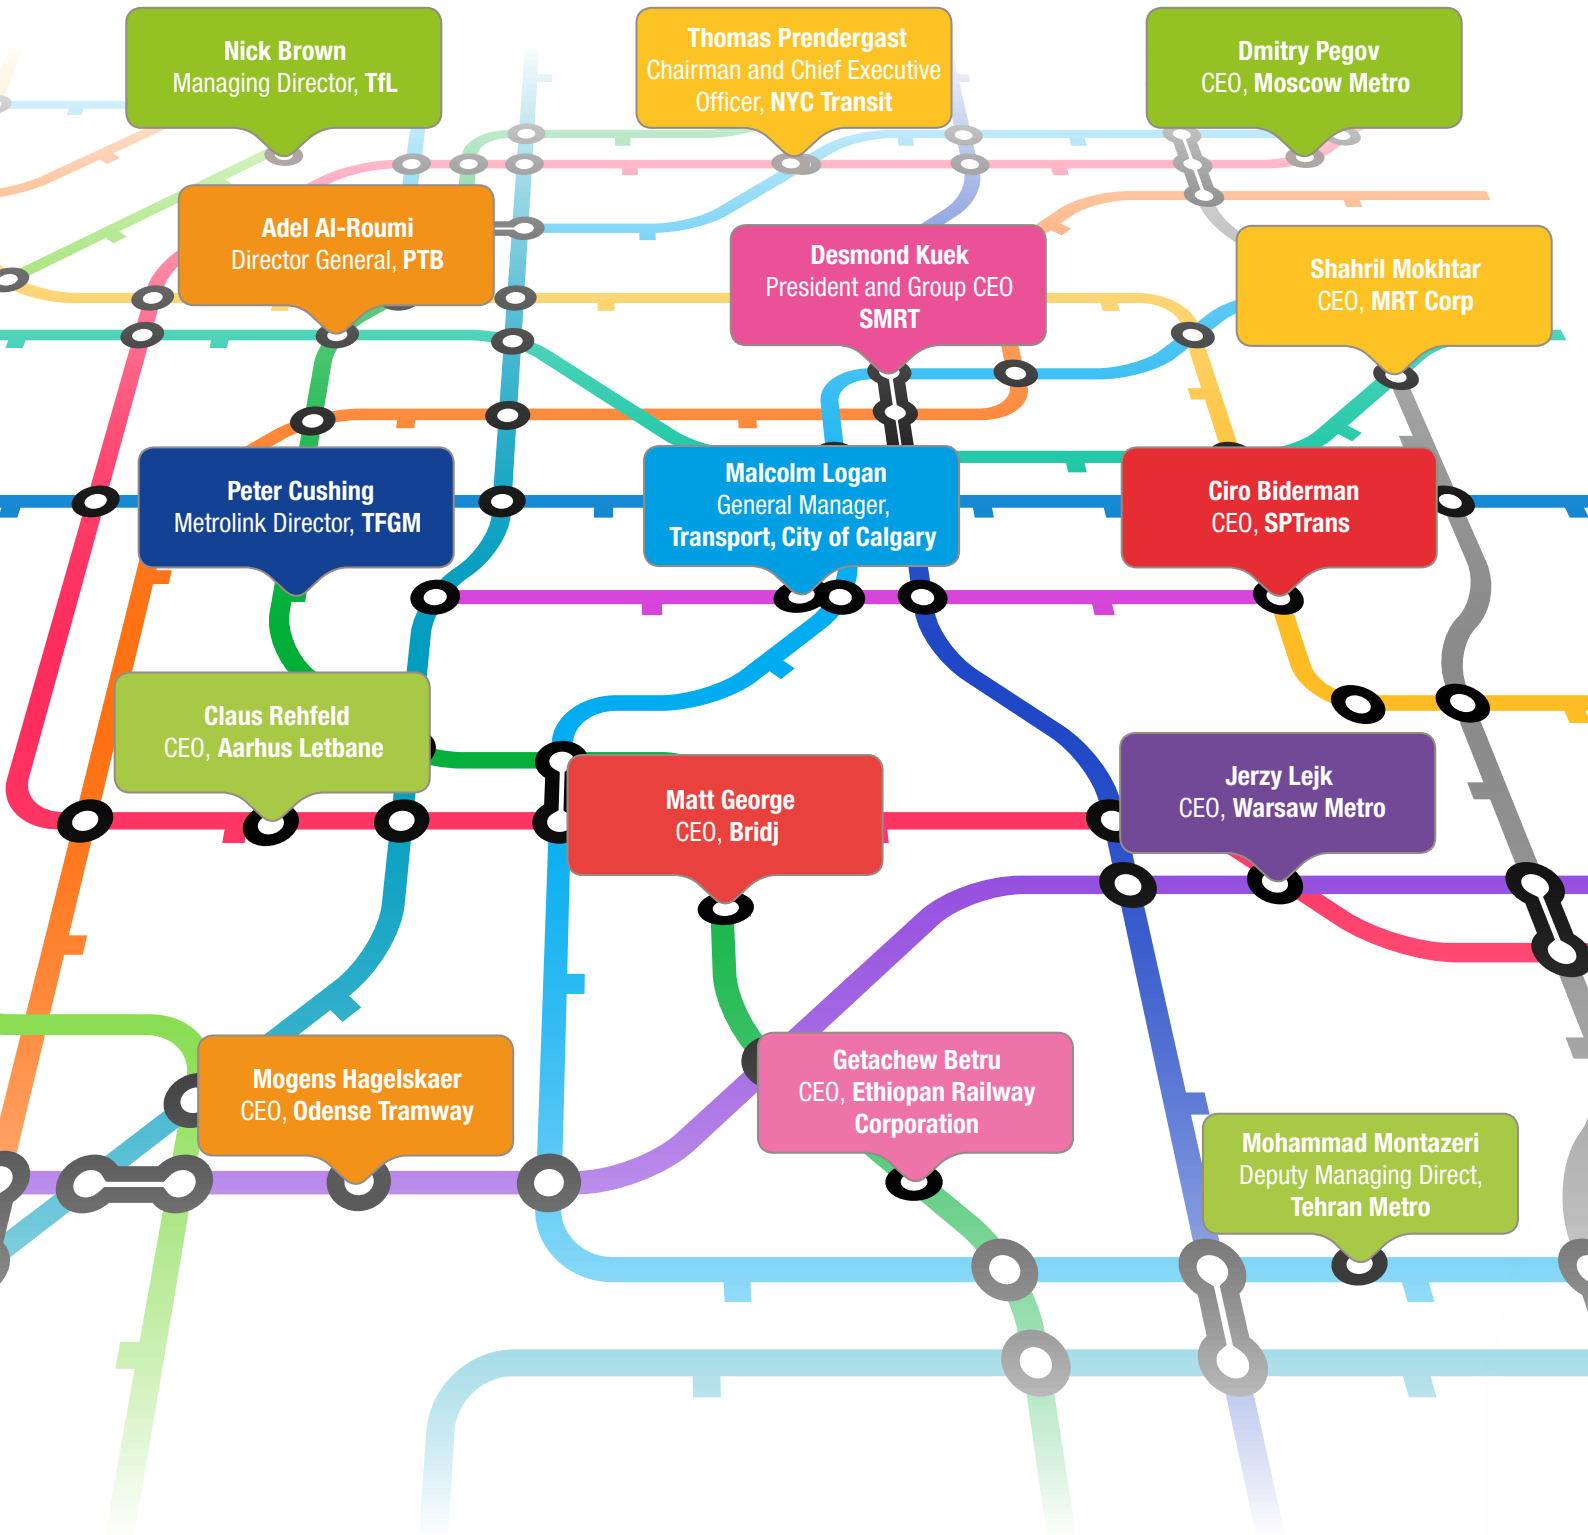 Nick Brown
Managing Director, TfL
Thomas Prendergast
Chairman and Chief Executive
Officer, NYC Transit
Dmitry Pegov
CEO, Moscow Metro
Adel Al-Roumi
Director General, PTB
Desmond Kuek
President and Group CEO
SMRT
Shahril Mokhtar
CEO, MRT Corp
Peter Cushing
Metrolink Director, TFGM
Malcolm Logan
General Manager,
Transport, City of Calgary
Ciro Biderman
CEO, SPTrans
Claus Rehfeld
CEO, Aarhus Letbane
Matt George
CEO, Bridj
Jerzy Lejk
CEO, Warsaw Metro
Mogens Hagelskaer
CEO, Odense Tramway
Getachew Betru
CEO, Ethiopan Railway
Corporation
Mohammad Montazeri
Deputy Managing Direct,
Tehran Metro